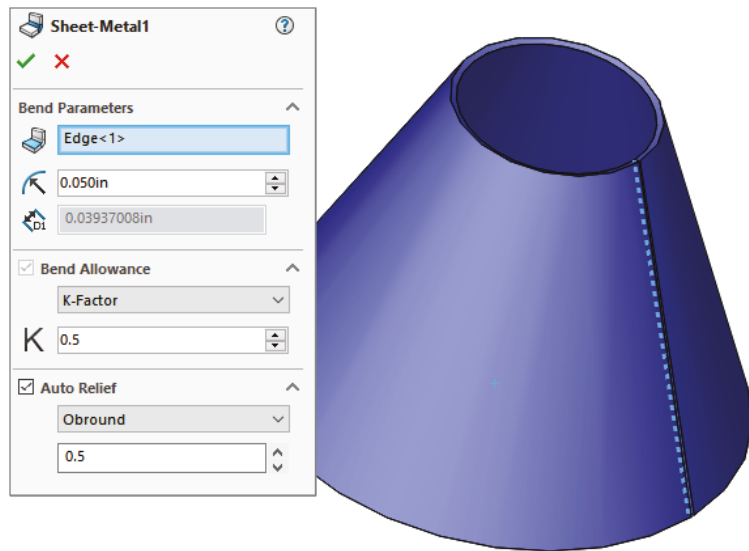 Sheet-Metal1
?
Bend Parameters
Edge<1>
0.050in
D1
0.03937008in
Bend Allowance
K-Factor
K
0.5
Auto Relief
Obround
0.5